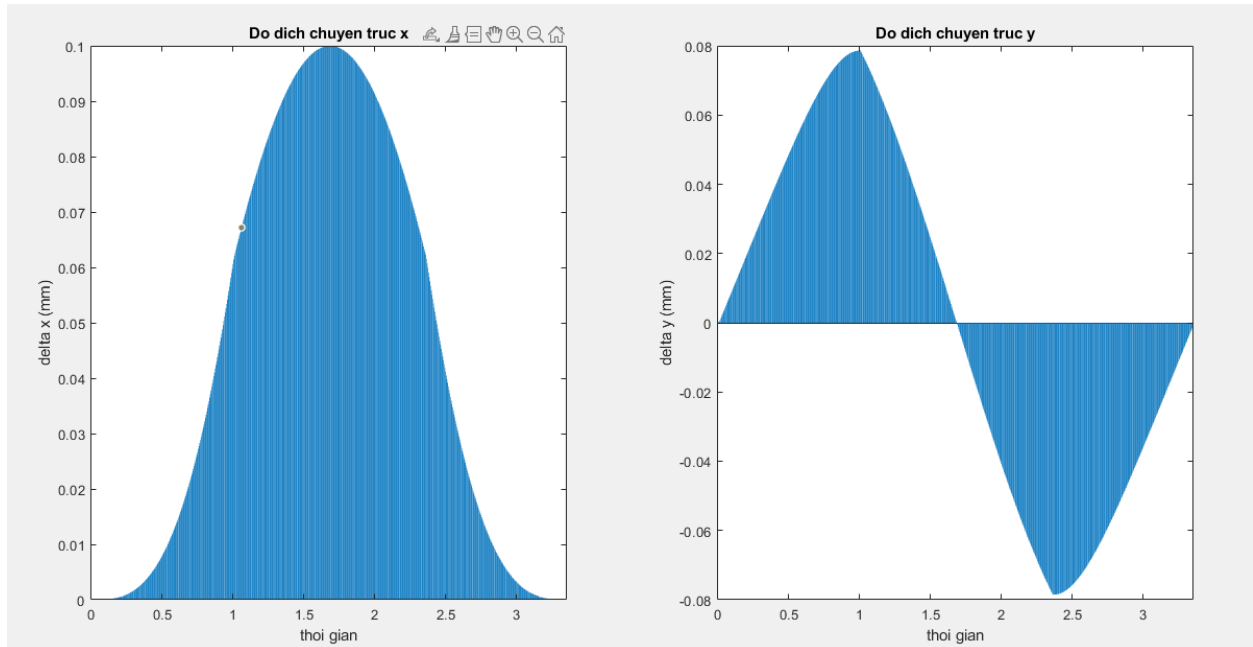 Do dich chuyen truc x
0.1
0.09
0.08
0.07
0.06
0.05
0.04
0.03
0.02
0.01
0
delta x (mm)
0 0.5 1 1.5 2 2.5 3
thoi gian
Do dich chuyen truc y
0.08
0.06
0.04
0.02
0
-0.02
-0.04
-0.06
-0.08
delta y (mm)
0 0.5 1 1.5 2 2.5 3
thoi gian